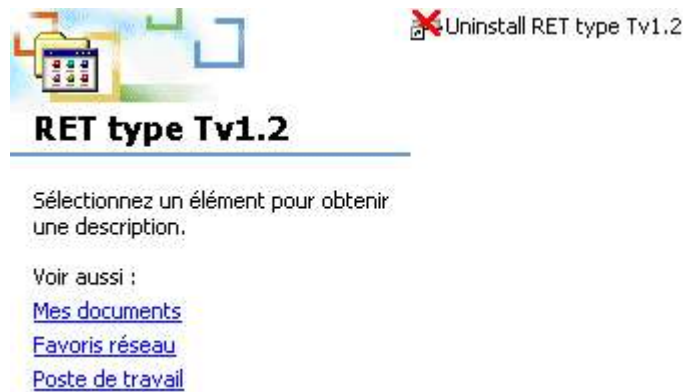 Uninstall RET type Tv1.2
RET type Tv1.2
Sélectionnez un élément pour obtenir
une description.
Voir aussi :
Mes documents
Favoris réseau
Poste de travail